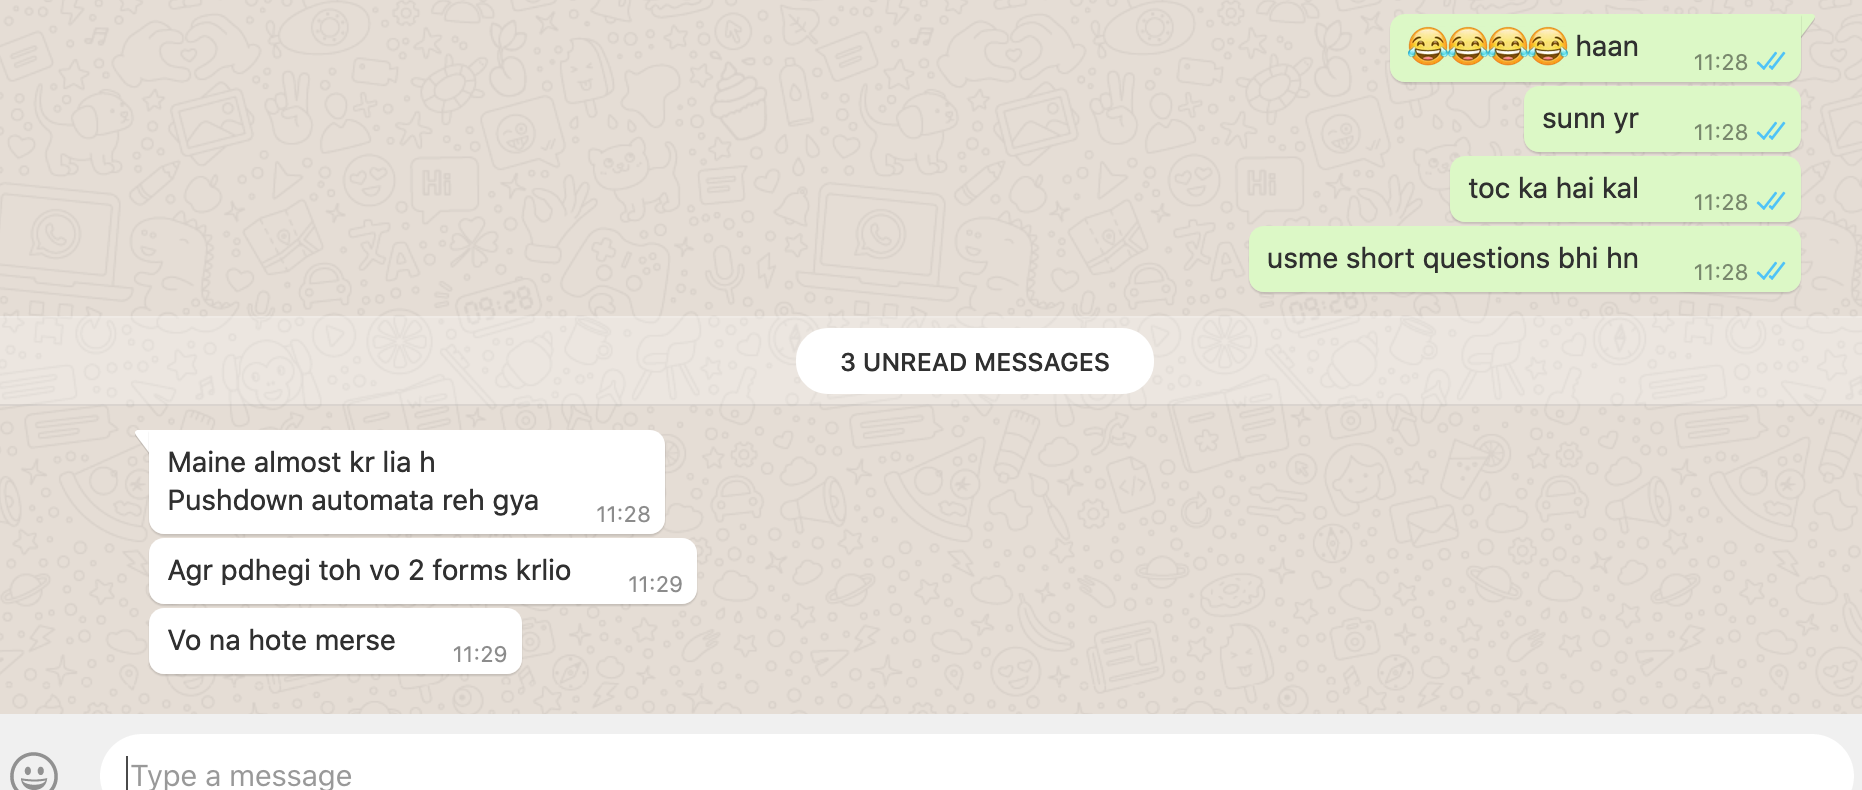 😂😂😂😂 haan
11:28
sunn yr
11:28
toc ka hai kal
11:28
usme short questions bhi hn
11:28
3 UNREAD MESSAGES
Maine almost kr lia h
Pushdown automata reh gya
11:28
Agr pdhegi toh vo 2 forms krlio
11:29
Vo na hote merse
11:29
Type a message